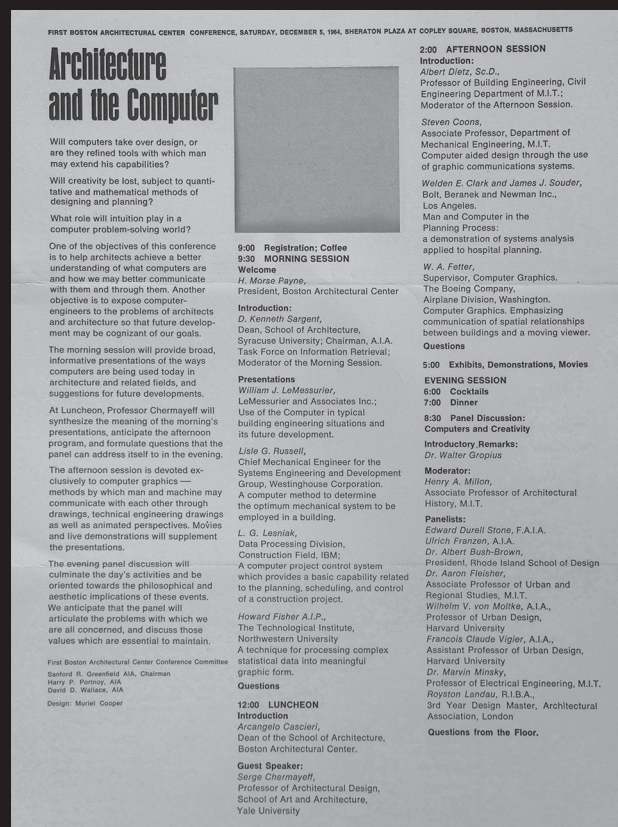 FIRST BOSTON ARCHITECTURAL CENTER CONFERENCE, SATURDAY, DECEMBER 5, 1964, SHERATON PLAZA AT COPLEY SQUARE, BOSTON, MASSACHUSETTS
Architecture
and the Computer
Will computers take over design, or
are they refined tools with which man
may extend his capabilities?
Will creativity be lost, subject to quanti-
tative and mathematical methods of
designing and planning?
What role will intuition play in a
computer problem-solving world?
One of the objectives of this conference
is to help architects achieve a better
understanding of what computers are
and how we may better communicate
with them and through them. Another
objective is to expose computer-
engineers to the problems of architects
and architecture so that future develop-
ment may be cognizant of our goals.
The morning session will provide broad,
informative presentations of the ways
computers are being used today in
architecture and related fields, and
suggestions for future developments.
At Luncheon, Professor Chermayeff will
synthesize the meaning of the morning's
presentations, anticipate the afternoon
program, and formulate questions that the
panel can address itself to in the evening.
The afternoon session is devoted ex-
clusively to computer graphics —
methods by which man and machine may
communicate with each other through
drawings, technical engineering drawings
as well as animated perspectives. Movies
and live demonstrations will supplement
the presentations.
The evening panel discussion will
culminate the day's activities and be
oriented towards the philosophical and
aesthetic implications of these events.
We anticipate that the panel will
articulate the problems with which we
are all concerned, and discuss those
values which are essential to maintain.
First Boston Architectural Center Conference Committee
Sanford R. Greenfield AIA, Chairman
Harry P. Portnoy, AIA
David D. Wallace, AIA
Design: Muriel Cooper
9:00 Registration; Coffee
9:30 MORNING SESSION
Welcome
H. Morse Payne,
President, Boston Architectural Center
Introduction:
D. Kenneth Sargent,
Dean, School of Architecture,
Syracuse University; Chairman, A.I.A.
Task Force on Information Retrieval;
Moderator of the Morning Session.
Presentations
William J. LeMessurier,
LeMessurier and Associates Inc.;
Use of the Computer in typical
building engineering situations and
its future development.
Lisle G. Russell,
Chief Mechanical Engineer for the
Systems Engineering and Development
Group, Westinghouse Corporation.
A computer method to determine
the optimum mechanical system to be
employed in a building.
L. G. Lesniak,
Data Processing Division,
Construction Field, IBM;
A computer project control system
which provides a basic capability related
to the planning, scheduling, and control
of a construction project.
Howard Fisher A.I.P.,
The Technological Institute,
Northwestern University
A technique for processing complex
statistical data into meaningful
graphic form.
Questions
12:00 LUNCHEON
Introduction
Arcangelo Cascieri,
Dean of the School of Architecture,
Boston Architectural Center.
Guest Speaker:
Serge Chermayeff,
Professor of Architectural Design,
School of Art and Architecture,
Yale University
2:00 AFTERNOON SESSION
Introduction:
Albert Dietz, Sc.D.,
Professor of Building Engineering, Civil
Engineering Department of M.I.T.;
Moderator of the Afternoon Session.
Steven Coons,
Associate Professor, Department of
Mechanical Engineering, M.I.T.
Computer aided design through the use
of graphic communications systems.
Welden E. Clark and James J. Souder,
Bolt, Beranek and Newman Inc.,
Los Angeles.
Man and Computer in the
Planning Process:
a demonstration of systems analysis
applied to hospital planning.
W. A. Fetter,
Supervisor, Computer Graphics.
The Boeing Company,
Airplane Division, Washington.
Computer Graphics. Emphasizing
communication of spatial relationships
between buildings and a moving viewer.
Questions
5:00 Exhibits, Demonstrations, Movies
EVENING SESSION
6:00 Cocktails
7:00 Dinner
8:30 Panel Discussion:
Computers and Creativity
Introductory Remarks:
Dr. Walter Gropius
Moderator:
Henry A. Millon,
Associate Professor of Architectural
History, M.I.T.
Panelists:
Edward Durell Stone, F.A.I.A.
Ulrich Franzen, A.I.A.
Dr. Albert Bush-Brown,
President, Rhode Island School of Design
Dr. Aaron Fleisher,
Associate Professor of Urban and
Regional Studies, M.I.T.
Wilhelm V. von Moltke, A.I.A.,
Professor of Urban Design,
Harvard University
Francois Claude Vigier, A.I.A.,
Assistant Professor of Urban Design,
Harvard University
Dr. Marvin Minsky,
Professor of Electrical Engineering, M.I.T.
Royston Landau, R.I.B.A.,
3rd Year Design Master, Architectural
Association, London
Questions from the Floor.